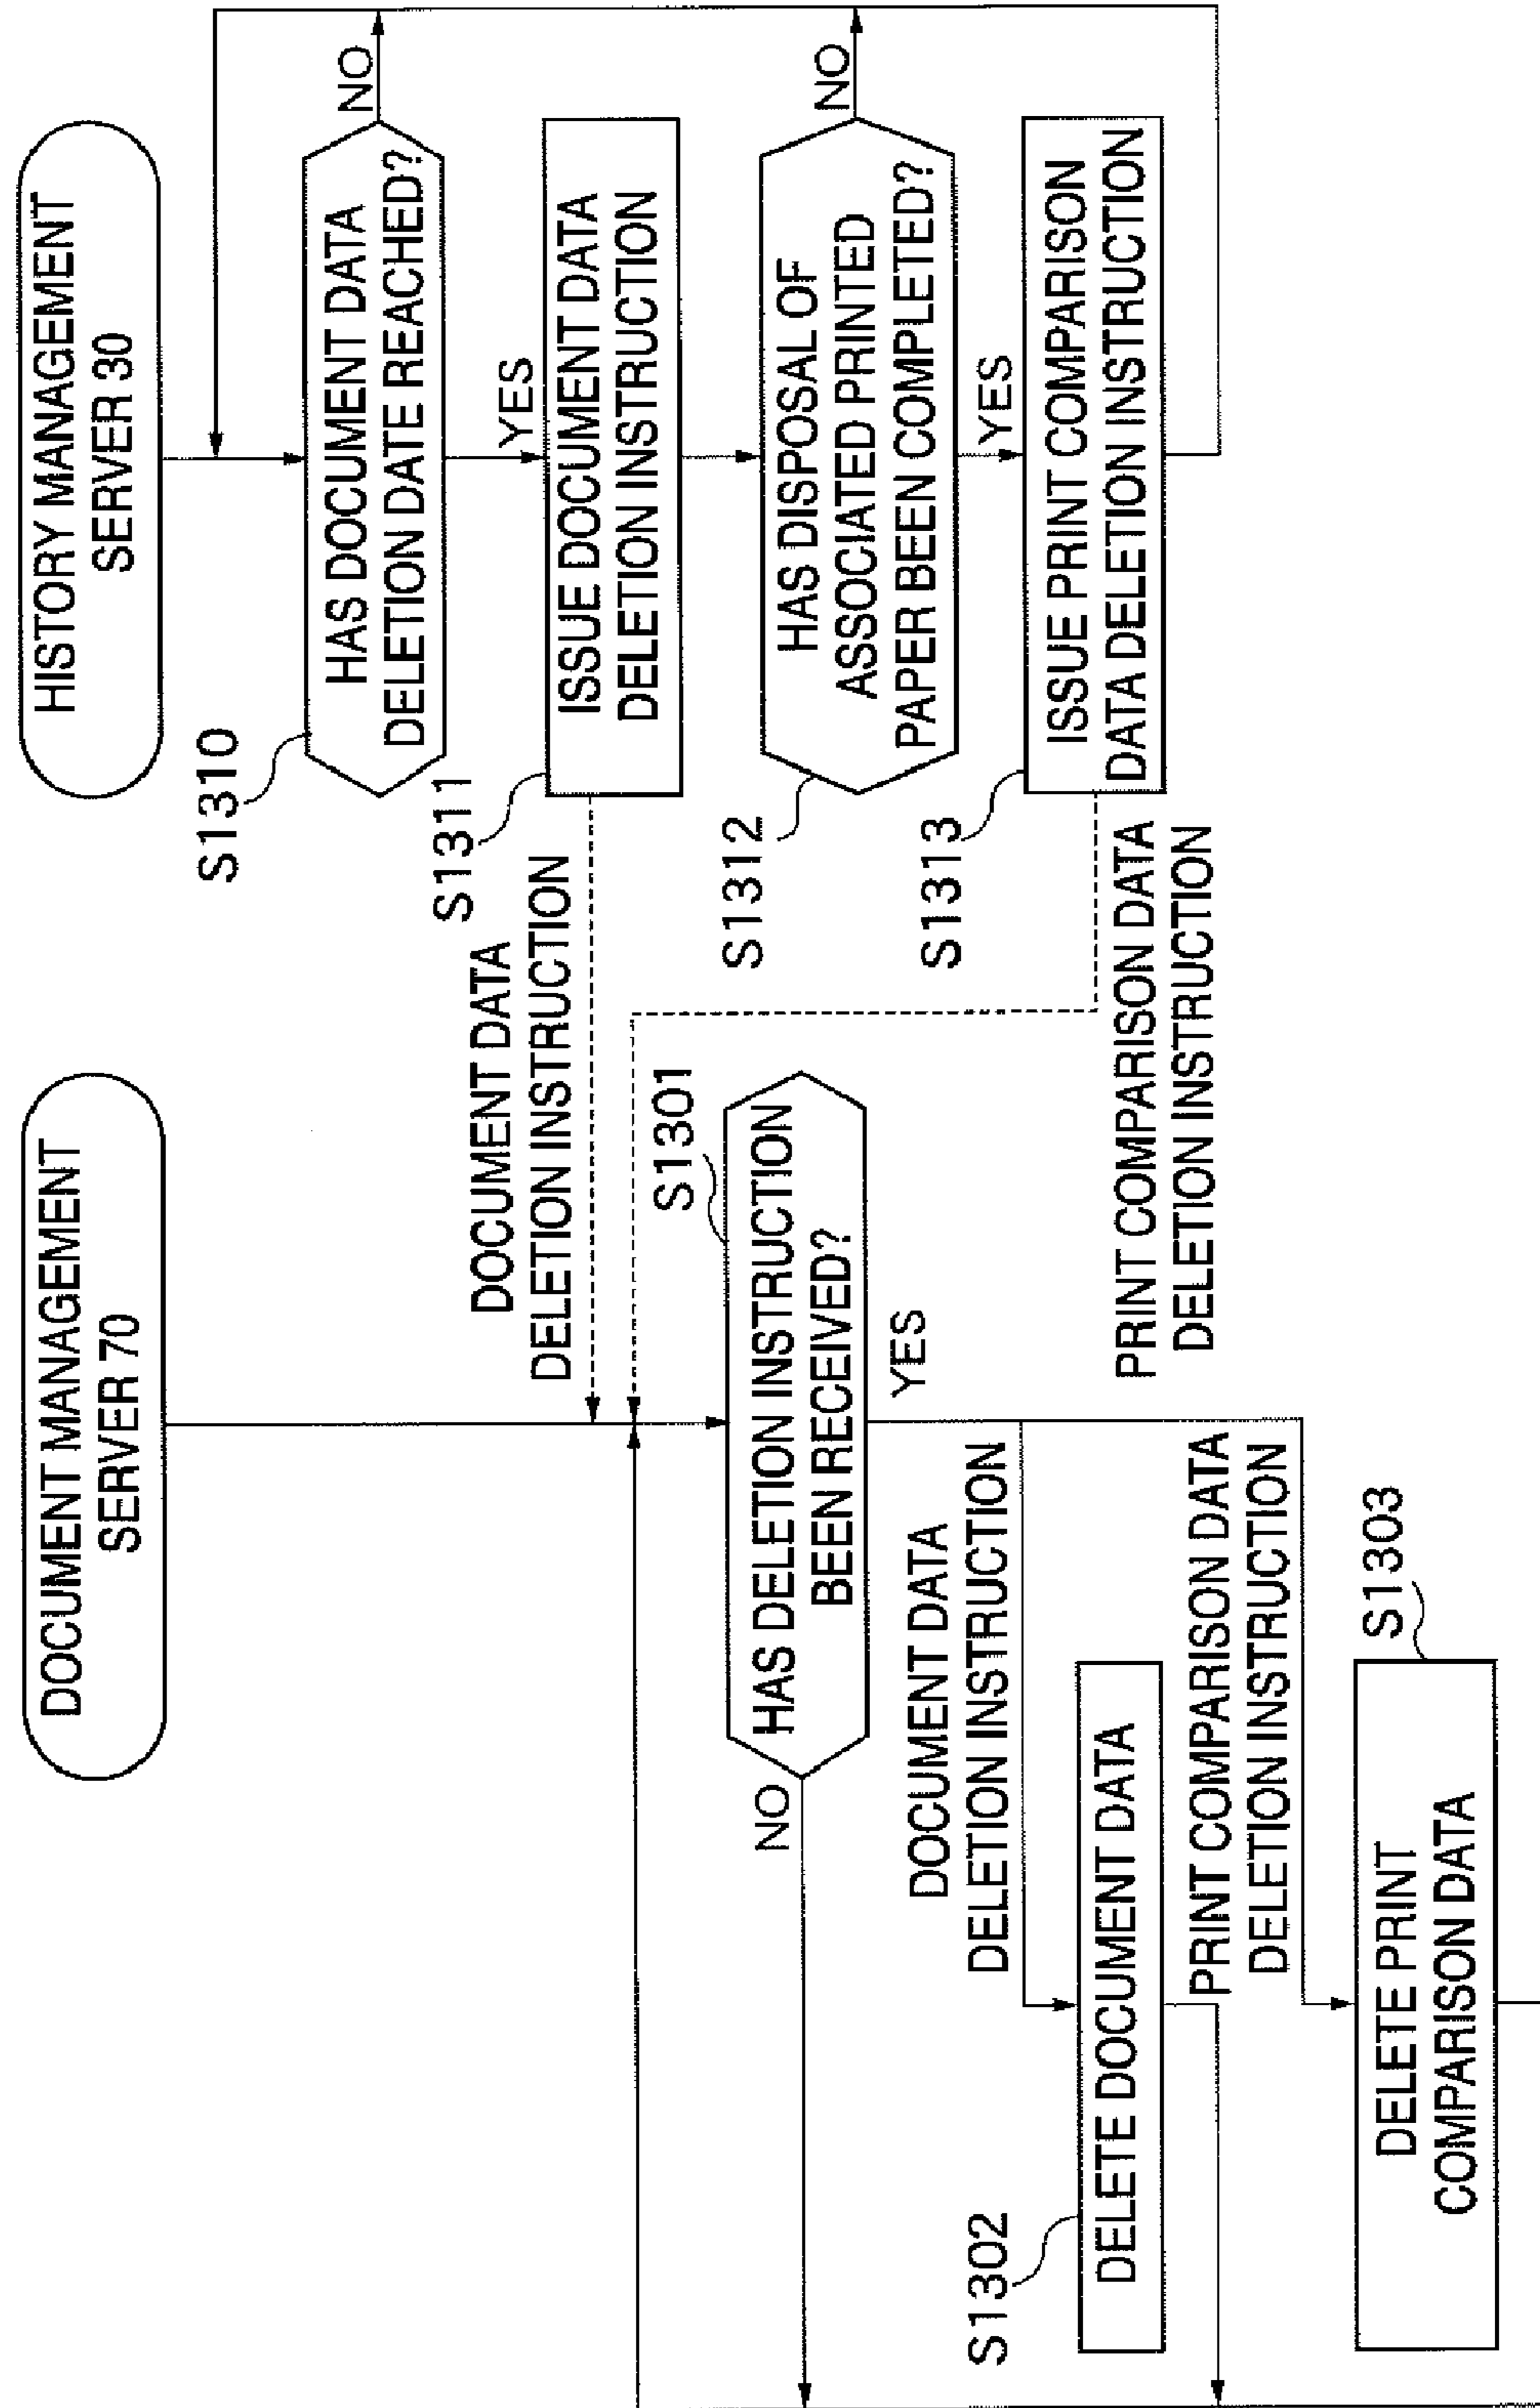 DOCUMENT MANAGEMENT
SERVER 70
DOCUMENT DATA
DELETION INSTRUCTION
S1301
HAS DELETION INSTRUCTION
BEEN RECEIVED?
NO
YES
DOCUMENT DATA
DELETION INSTRUCTION
S1302
DELETE DOCUMENT DATA
PRINT COMPARISON DATA
DELETION INSTRUCTION
S1303
DELETE PRINT
COMPARISON DATA
HISTORY MANAGEMENT
SERVER 30
S1310
HAS DOCUMENT DATA
DELETION DATE REACHED?
NO
YES
S1311
ISSUE DOCUMENT DATA
DELETION INSTRUCTION
S1312
HAS DISPOSAL OF
ASSOCIATED PRINTED
PAPER BEEN COMPLETED?
NO
YES
S1313
ISSUE PRINT COMPARISON
DATA DELETION INSTRUCTION
PRINT COMPARISON DATA
DELETION INSTRUCTION